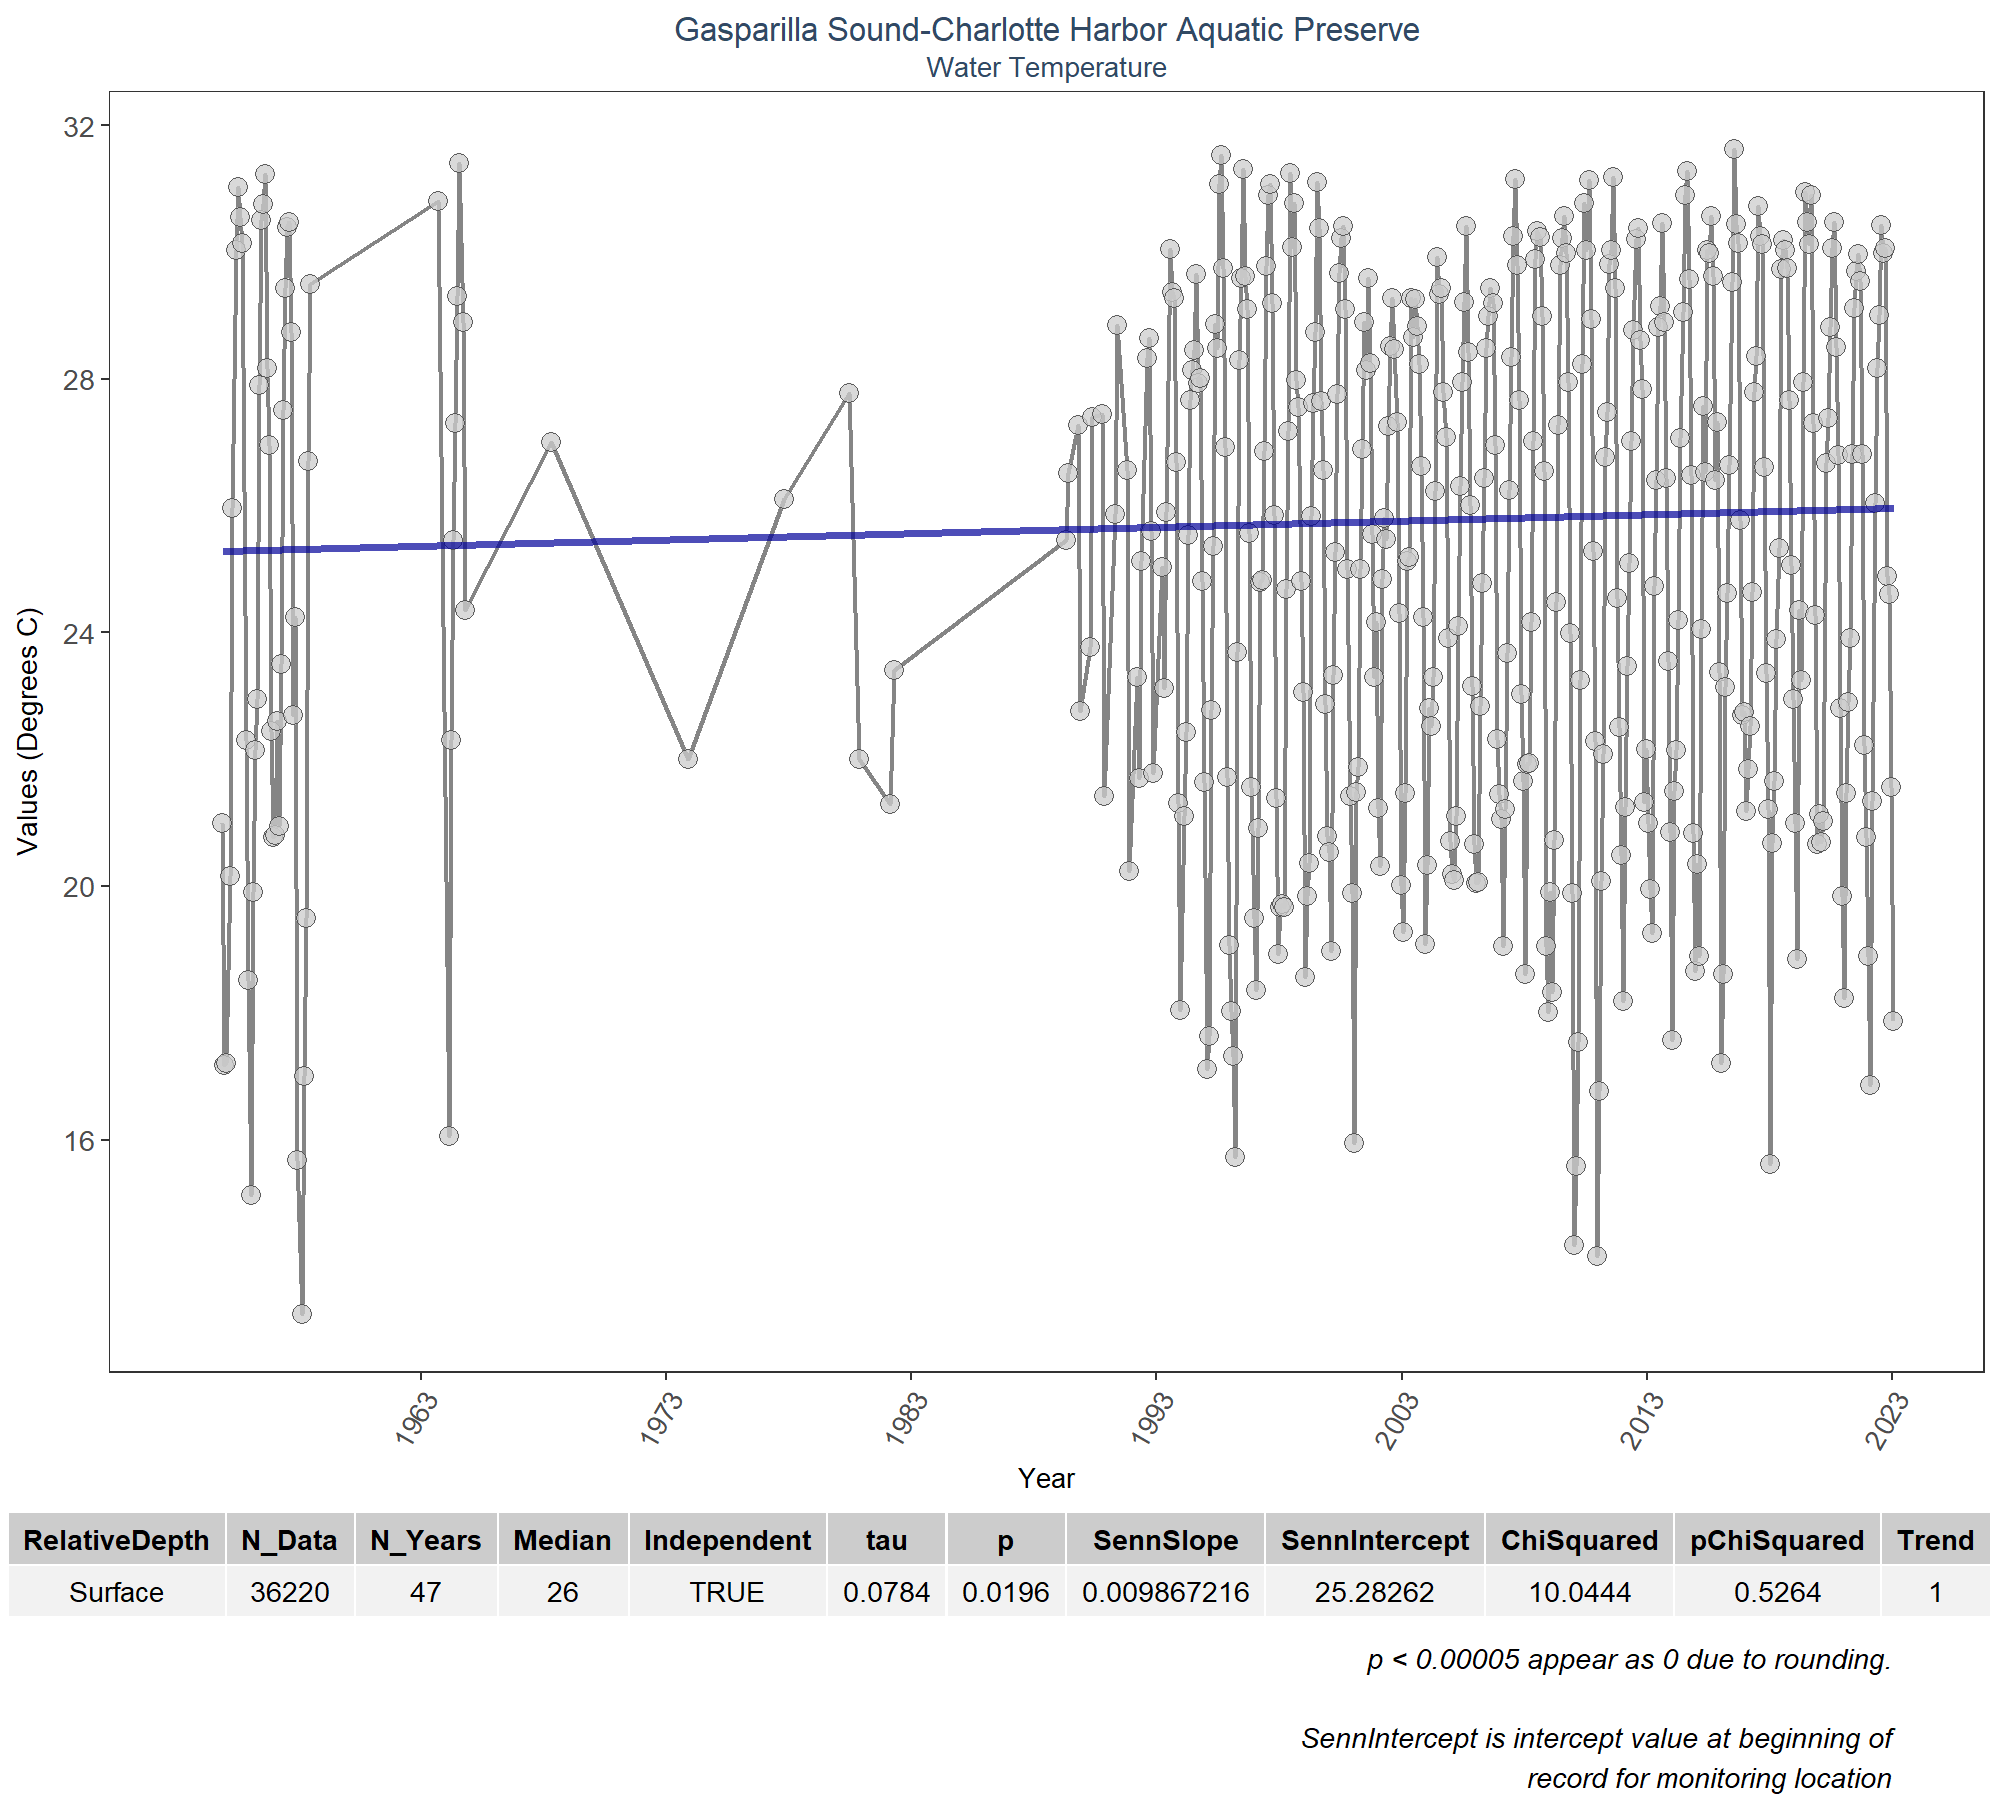 Gasparilla Sound-Charlotte Harbor Aquatic Preserve
Water Temperature
32
28
24
20
16
Values (Degrees C)
1963
1973
1983
1993
2003
2013
2023
Year
RelativeDepth N_Data N_Years Median Independent tau p SennSlope SennIntercept ChiSquared pChiSquared Trend
Surface 36220 47 26 TRUE 0.0784 0.0196 0.009867216 25.28262 10.0444 0.5264 1
p < 0.00005 appear as 0 due to rounding.
SennIntercept is intercept value at beginning of
record for monitoring location